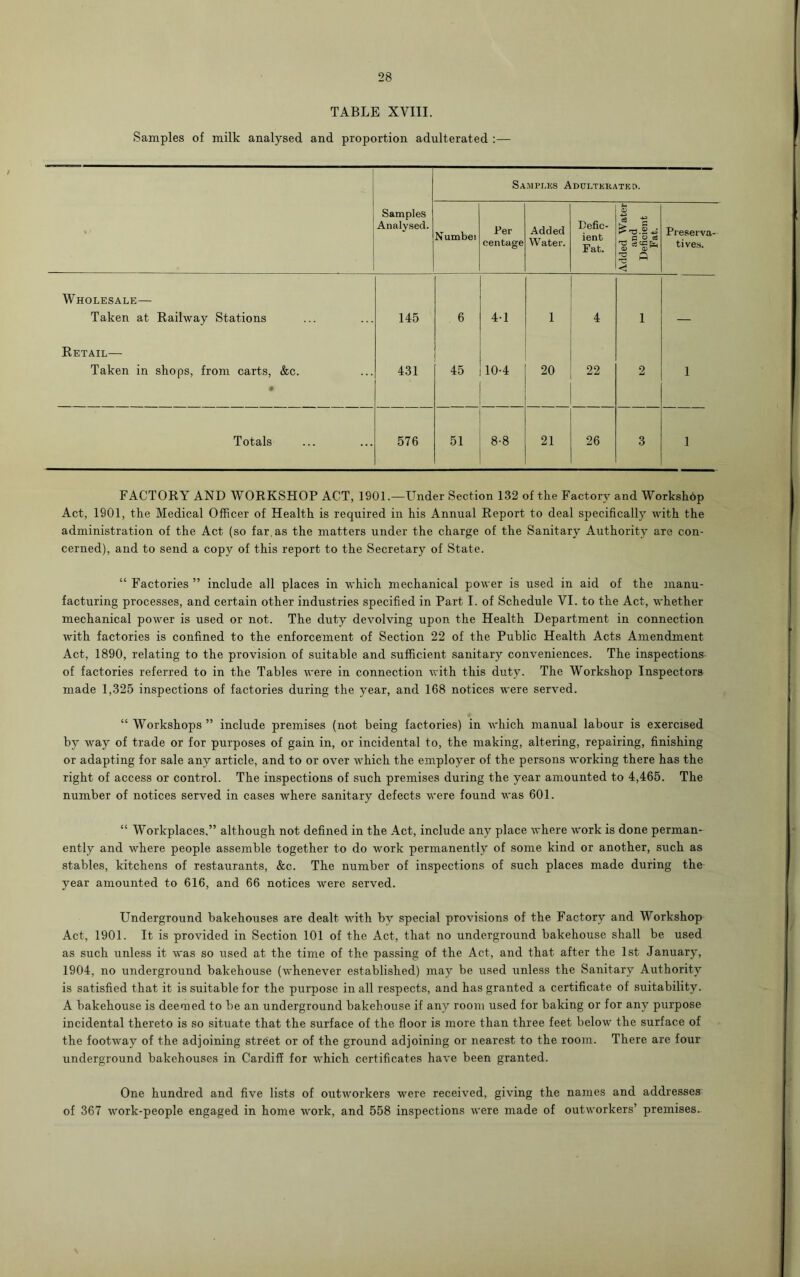 28
TABLE XVIII.
Samples of milk analysed and proportion adulterated :—
Samples Adulterated.
Samples Analysed. Number Per centage Added Water. Defic- ient Fat. Added Water and Deficient Fat. Preserva- tives.
Wholesale—
Taken at Railway Stations ... ... 145 6 4·1 1 4 1 —
Retail—
Taken in shops, from carts, &c. ... 431 45 10·4 20 22 2 1
Totals ... ... 576 51 8·8 21 26 3 1
FACTORY AND WORKSHOP ACT, 1901.—Under Section 132 of the Factory and Workshop
Act, 1901, the Medical Officer of Health is required in his Annual Report to deal specifically with the
administration of the Act (so far as the matters under the charge of the Sanitary Authority are con-
cerned), and to send a copy of this report to the Secretary of State.
“ Factories ” include all places in which mechanical power is used in aid of the manu-
facturing processes, and certain other industries specified in Part I. of Schedule VI. to the Act, whether
mechanical power is used or not. The duty devolving upon the Health Department in connection
with factories is confined to the enforcement of Section 22 of the Public Health Acts Amendment
Act, 1890, relating to the provision of suitable and sufficient sanitary conveniences. The inspections
of factories referred to in the Tables were in connection with this duty. The Workshop Inspectors
made 1,325 inspections of factories during the year, and 168 notices were served.
“ Workshops ” include premises (not being factories) in which manual labour is exercised
by way of trade or for purposes of gain in, or incidental to, the making, altering, repairing, finishing
or adapting for sale any article, and to or over which the employer of the persons working there has the
right of access or control. The inspections of such premises during the year amounted to 4,465. The
number of notices served in cases where sanitary defects were found was 601.
“ Workplaces,” although not defined in the Act, include any place where work is done perman-
ently and where people assemble together to do work permanently of some kind or another, such as
stables, kitchens of restaurants, &c. The number of inspections of such places made during the
year amounted to 616, and 66 notices were served.
Underground bakehouses are dealt with by special provisions of the Factory and Workshop
Act, 1901. It is provided in Section 101 of the Act, that no underground bakehouse shall be used
as such unless it was so used at the time of the passing of the Act, and that after the 1st January,
1904, no underground bakehouse (whenever established) may be used unless the Sanitary Authority
is satisfied that it is suitable for the purpose in all respects, and has granted a certificate of suitability.
A bakehouse is deemed to be an underground bakehouse if any room used for baking or for any purpose
incidental thereto is so situate that the surface of the floor is more than three feet below the surface of
the footway of the adjoining street or of the ground adjoining or nearest to the room. There are four
underground bakehouses in Cardiff for which certificates have been granted.
One hundred and five lists of outworkers were received, giving the names and addresses
of 367 work-people engaged in home work, and 558 inspections were made of outworkers’ premises.